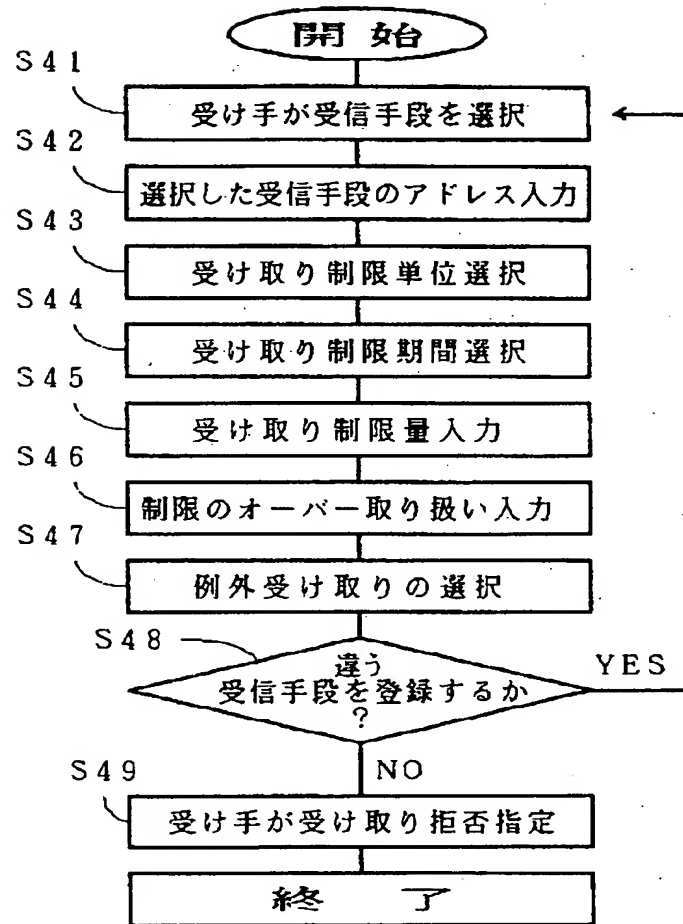 開始
S41
受け手が受信手段を選択
S42
選択した受信手段のアドレス入力
S43
受け取り制限単位選択
S44
受け取り制限期間選択
S45
受け取り制限量入力
S46
制限のオーバー取り扱い入力
S47
例外受け取りの選択
S48
違う
受信手段を登録するか
?
YES
NO
S49
受け手が受け取り拒否指定
終了